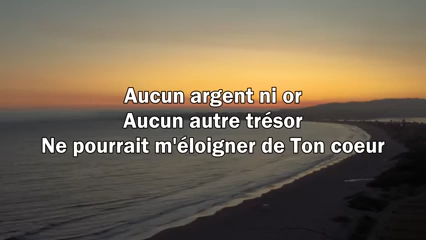 Aucun argent ni or
Aucun autre trésor
Ne pourrait m'éloigner de Ton coeur